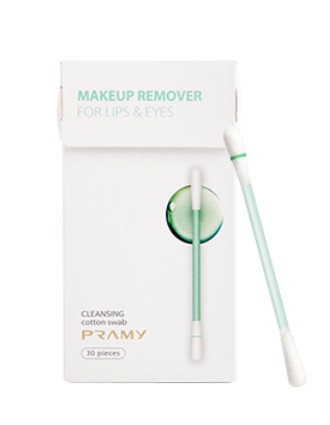 MAKEUP REMOVER
FOR LIPS & EYES
CLEANSING
cotton swab
PRAMY
30 pieces